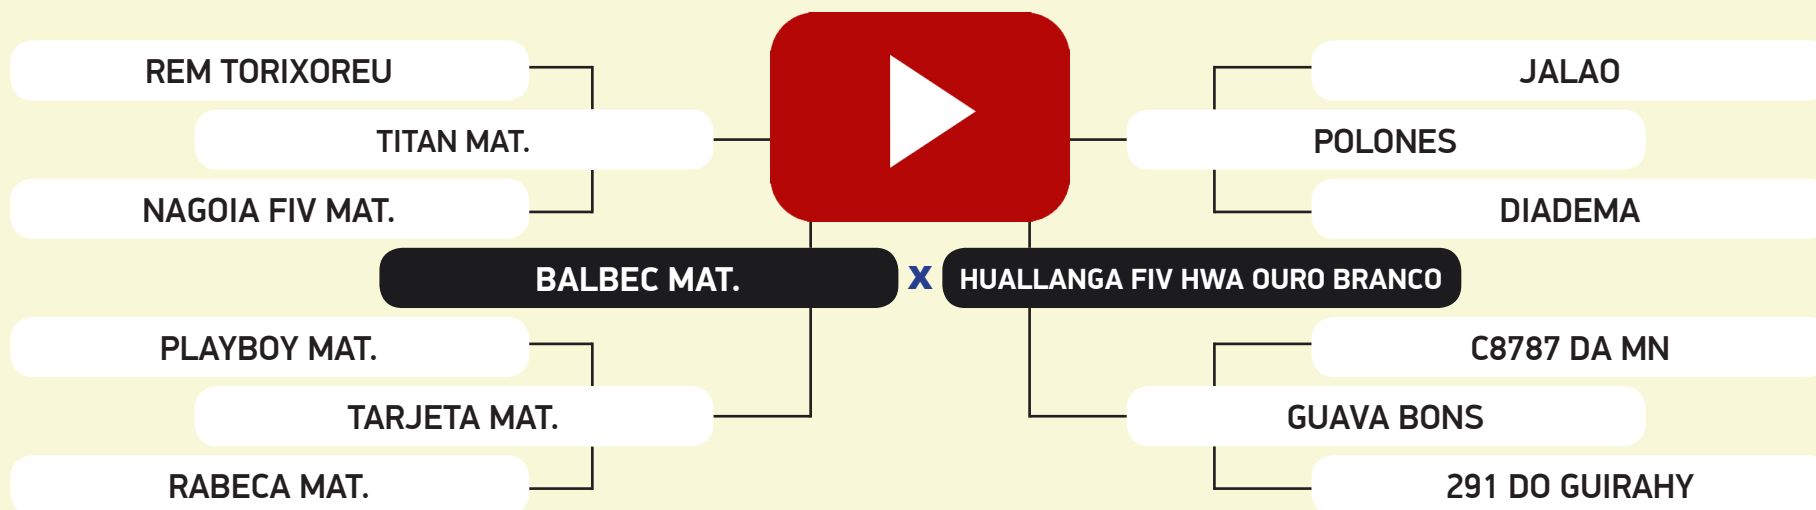 REM TORIXOREU
JALAO
TITAN MAT.
POLONES
NAGOIA FIV MAT.
DIADEMA
BALBEC MAT.
X
HUALLANGA FIV HWA OURO BRANCO
PLAYBOY MAT.
C8787 DA MN
TARJETA MAT.
GUAVA BONS
RABECA MAT.
291 DO GUIRAHY